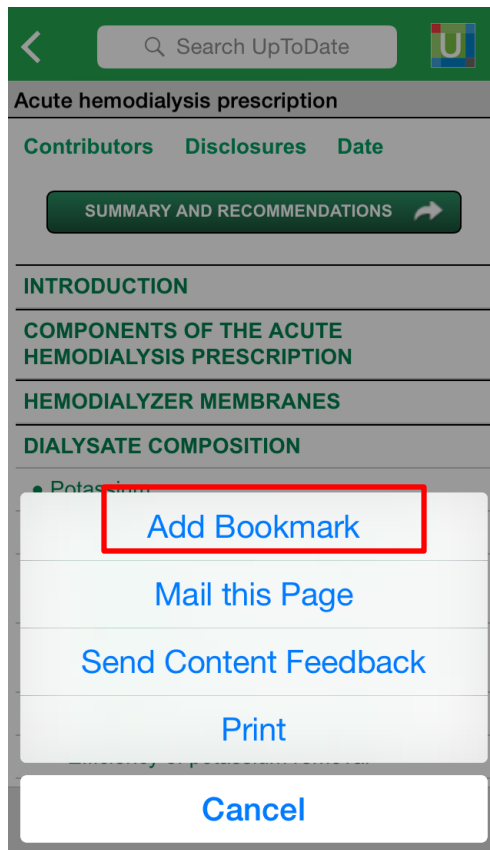 Search UpToDate
U
Acute hemodialysis prescription
Contributors Disclosures Date
SUMMARY AND RECOMMENDATIONS
INTRODUCTION
COMPONENTS OF THE ACUTE
HEMODIALYSIS PRESCRIPTION
HEMODIALYZER MEMBRANES
DIALYSATE COMPOSITION
• Potassium
Add Bookmark
Mail this Page
Send Content Feedback
Print
Cancel